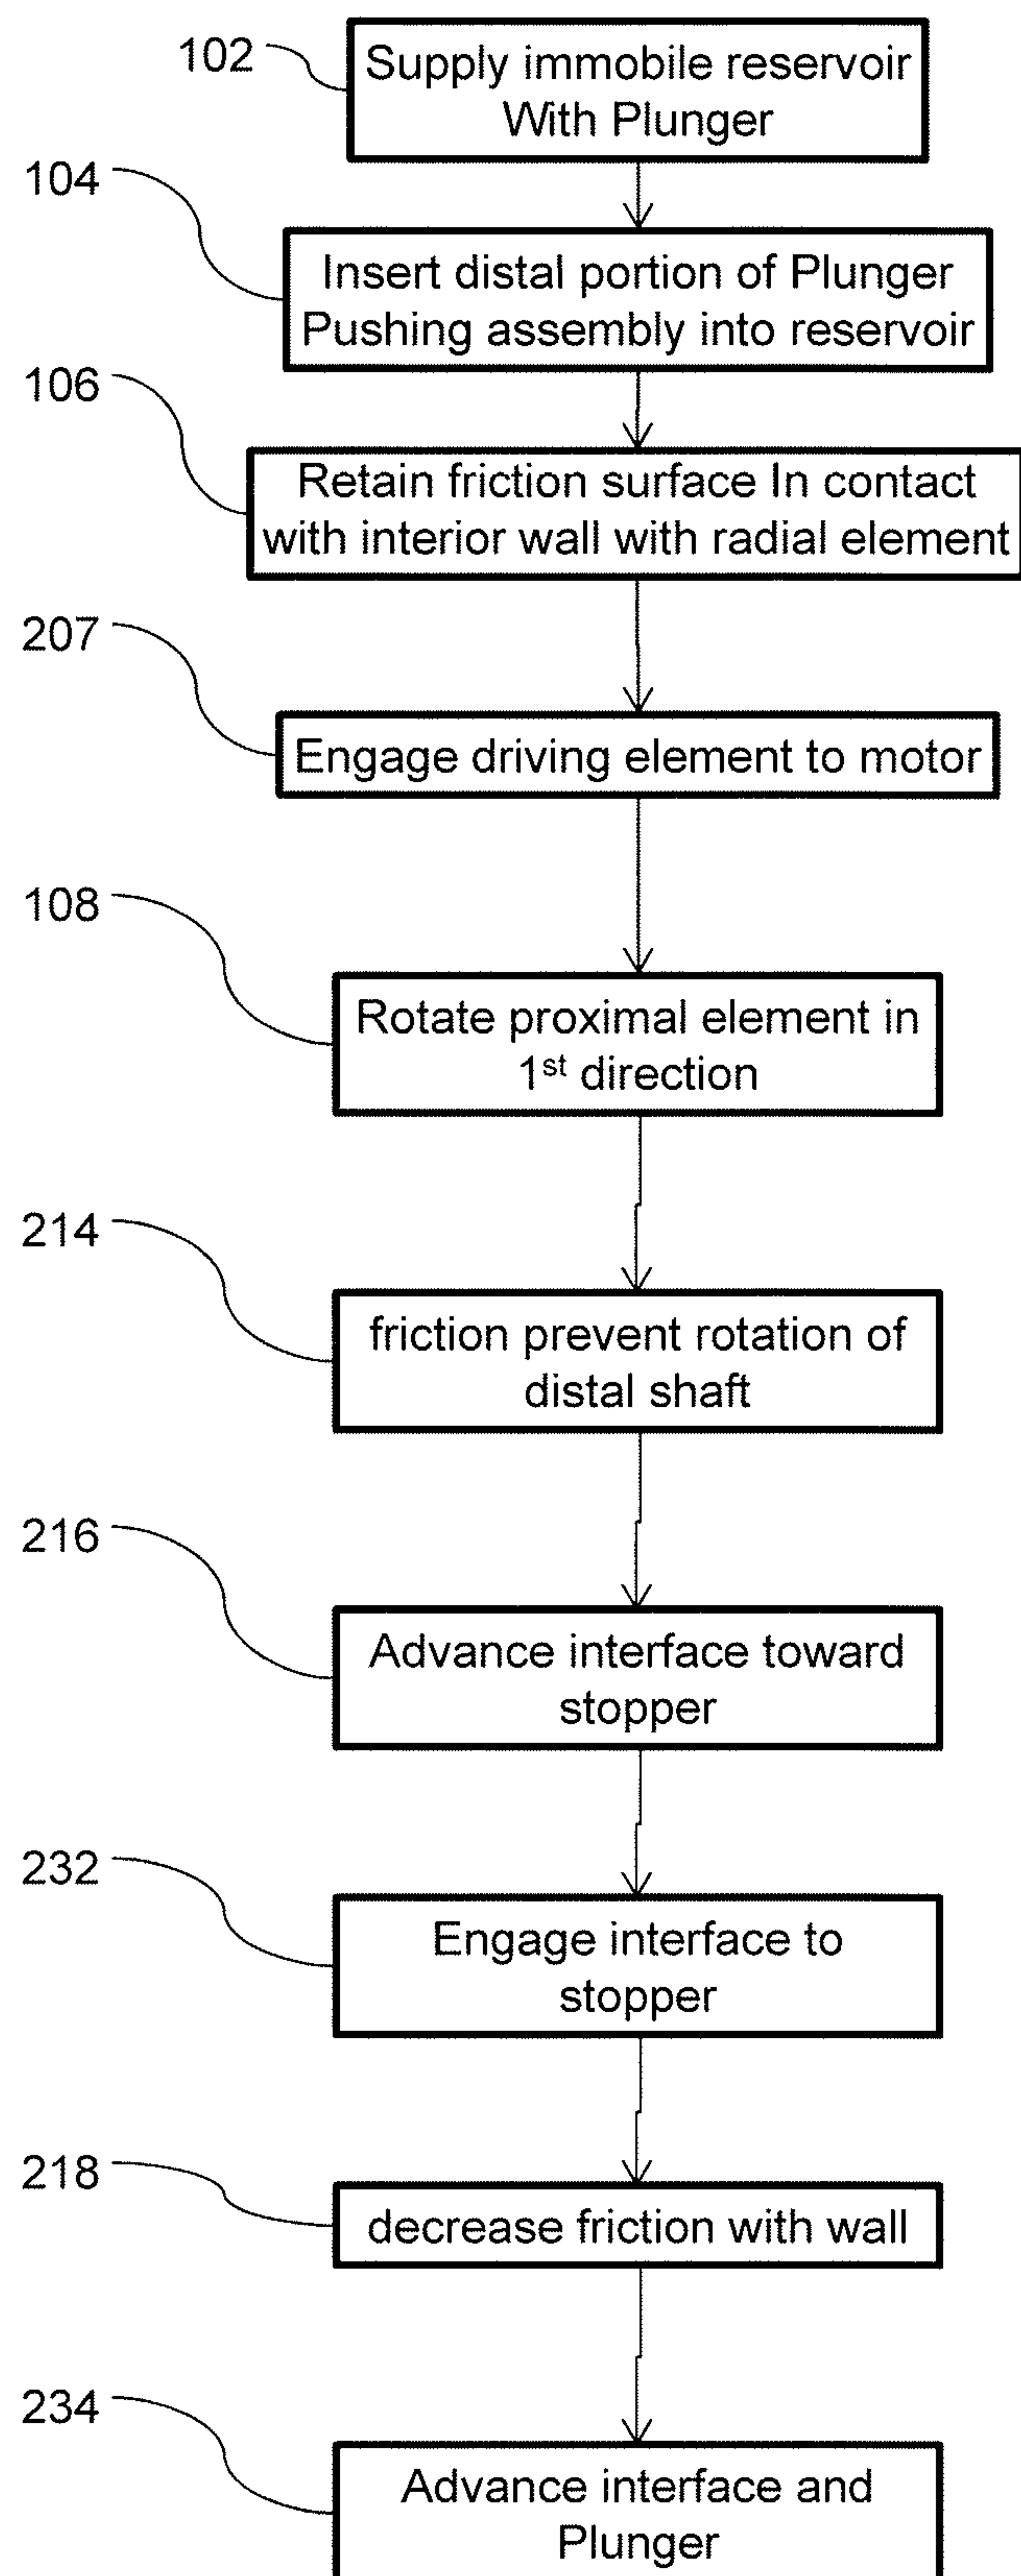 102
Supply immobile reservoir
With Plunger
104
Insert distal portion of Plunger
Pushing assembly into reservoir
106
Retain friction surface In contact
with interior wall with radial element
207
Engage driving element to motor
108
Rotate proximal element in
1st direction
214
friction prevent rotation of
distal shaft
216
Advance interface toward
stopper
232
Engage interface to
stopper
218
decrease friction with wall
234
Advance interface and
Plunger